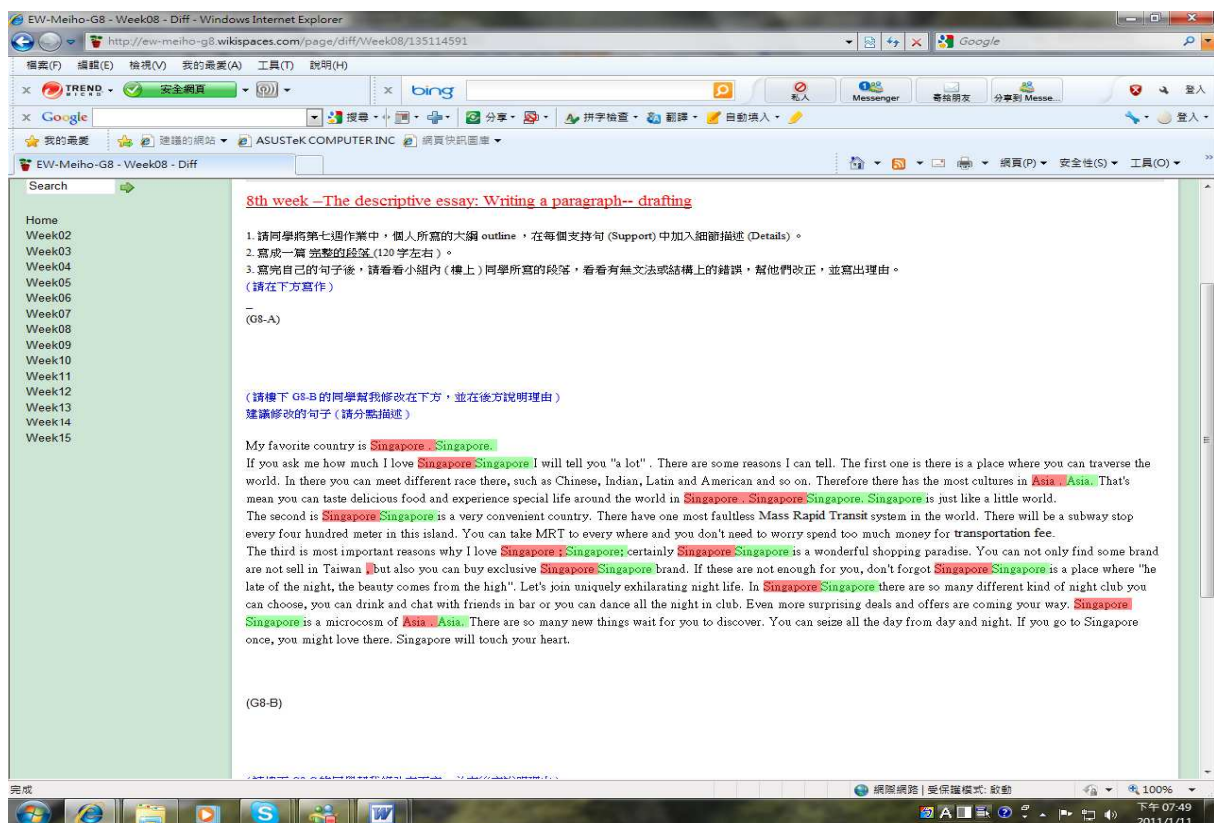 EW-Meiho-G8 - Week08 - Diff - Windows Internet Explorer
http://ew-meiho-g8.wikispaces.com/page/diff/Week08/135114591
Google
檔案(F) 編輯(E) 檢視(V) 我的最愛(A) 工具(T) 說明(H)
x TREND MICRO 安全網頁 x bing 私人 Messenger 寄給朋友 分享到 Messe... 登入
x Google 搜尋 分享 拼字檢查 翻譯 自動填入 登入
我的最愛 建議的網站 ASUSTeK COMPUTER INC 網頁快訊圖庫
EW-Meiho-G8 - Week08 - Diff 網頁(P) 安全性(S) 工具(O)
Search
Home
Week02
Week03
Week04
Week05
Week06
Week07
Week08
Week09
Week10
Week11
Week12
Week13
Week14
Week15
8th week –The descriptive essay: Writing a paragraph-- drafting
1. 請同學將第七週作業中，個人所寫的大綱 outline ，在每個支持句 (Support) 中加入細節描述 (Details) 。
2. 寫成一篇 完整的段落 (120 字左右 ) 。
3. 寫完自己的句子後，請看看小組內 ( 樓上 ) 同學所寫的段落，看看有無文法或結構上的錯誤，幫他們改正，並寫出理由。
( 請在下方寫作 )
(G8-A)
( 請樓下 G8-B 的同學幫我修改在下方，並在後方說明理由 )
建議修改的句子 ( 請分點描述 )
My favorite country is Singapore . Singapore.
If you ask me how much I love Singapore Singapore I will tell you "a lot" . There are some reasons I can tell. The first one is there is a place where you can traverse the
world. In there you can meet different race there, such as Chinese, Indian, Latin and American and so on. Therefore there has the most cultures in Asia . Asia. That's
mean you can taste delicious food and experience special life around the world in Singapore . Singapore Singapore. Singapore is just like a little world.
The second is Singapore Singapore is a very convenient country. There have one most faultless Mass Rapid Transit system in the world. There will be a subway stop
every four hundred meter in this island. You can take MRT to every where and you don't need to worry spend too much money for transportation fee.
The third is most important reasons why I love Singapore ; Singapore; certainly Singapore Singapore is a wonderful shopping paradise. You can not only find some brand
are not sell in Taiwan , but also you can buy exclusive Singapore Singapore brand. If these are not enough for you, don't forgot Singapore Singapore is a place where "he
late of the night, the beauty comes from the high". Let's join uniquely exhilarating night life. In Singapore Singapore there are so many different kind of night club you
can choose, you can drink and chat with friends in bar or you can dance all the night in club. Even more surprising deals and offers are coming your way. Singapore
Singapore is a microcosm of Asia . Asia. There are so many new things wait for you to discover. You can seize all the day from day and night. If you go to Singapore
once, you might love there. Singapore will touch your heart.
(G8-B)
完成
網際網路 | 受保護模式: 啟動
100%
下午 07:49
2011/1/11